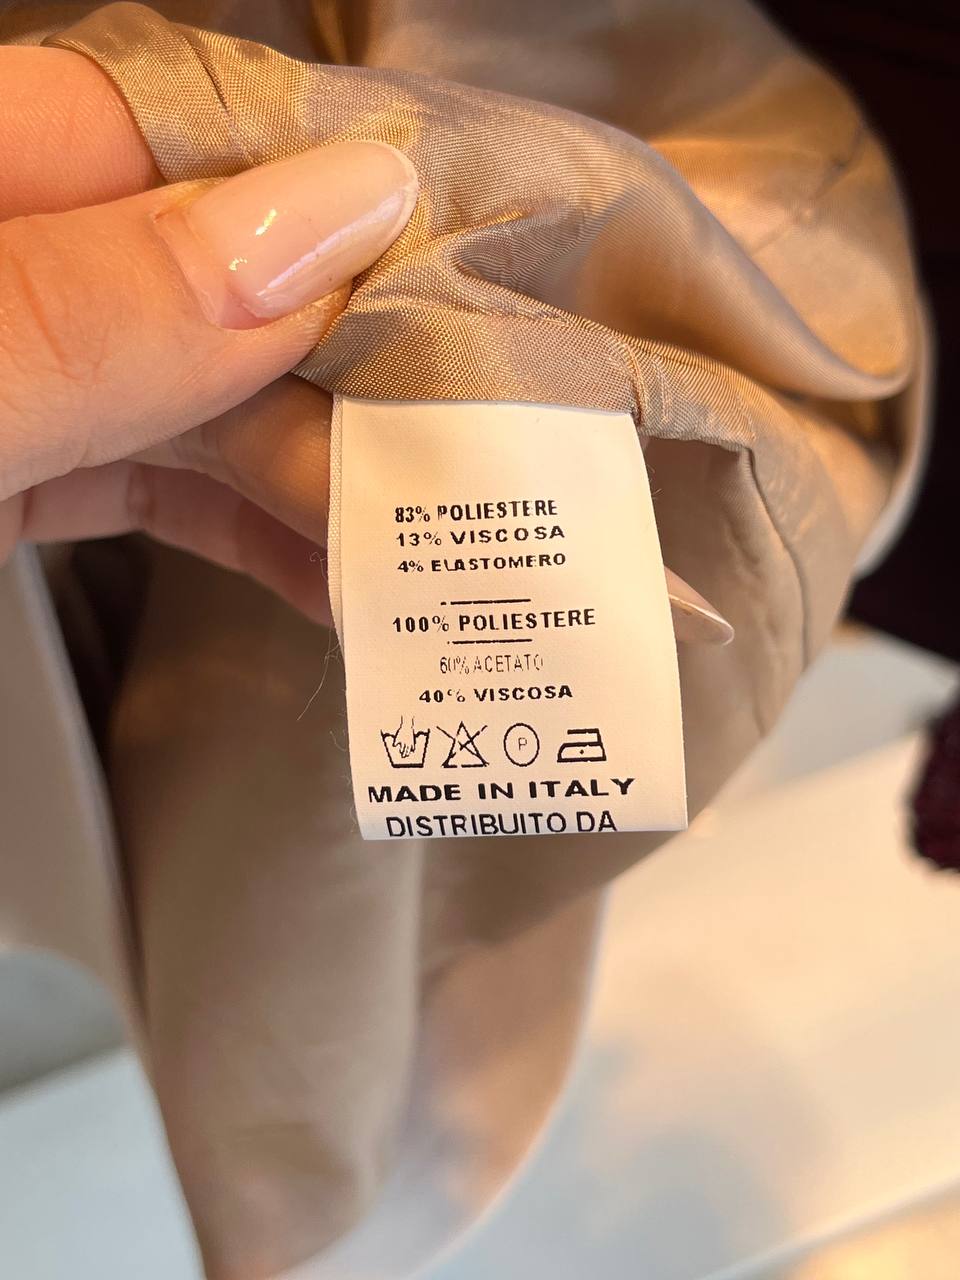 83% POLIESTERE
13% VISCOSA
4% ELASTOMERO
100% POLIESTERE
60% ACETATO
40% VISCOSA
P
MADE IN ITALY
DISTRIBUITO DA